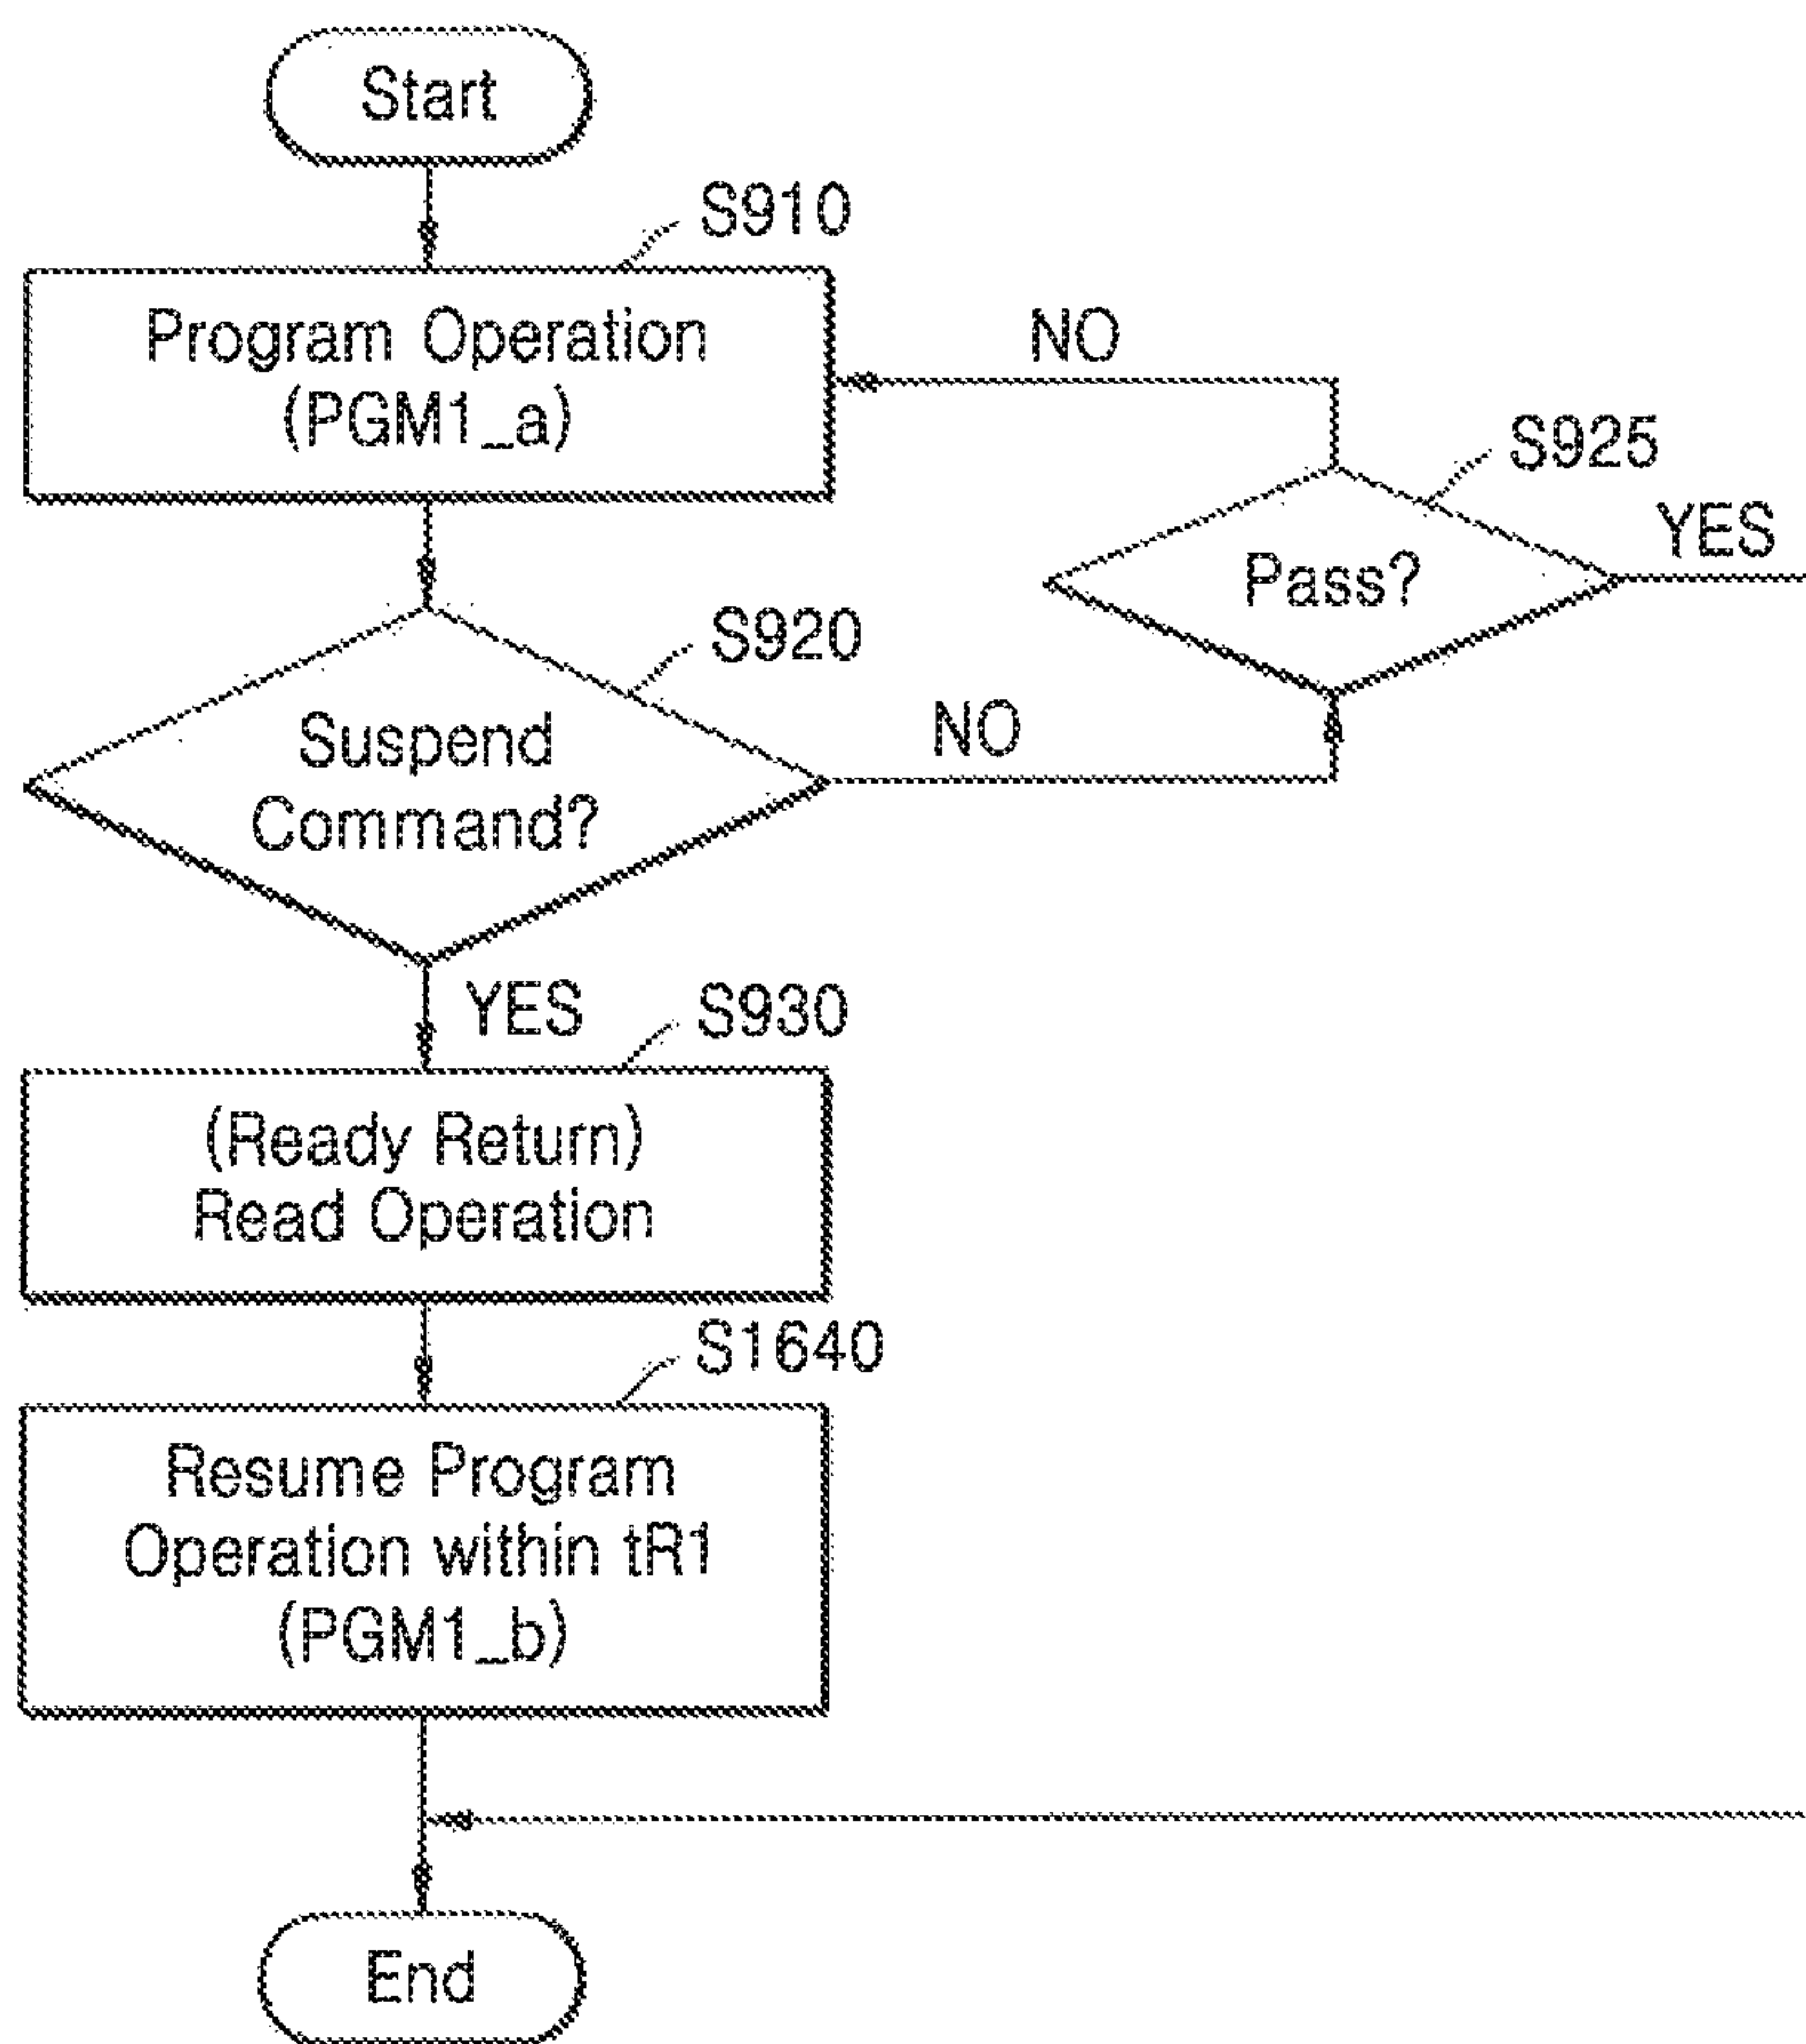 Start
S910
Program Operation
(PGM1_a)
NO
S925
Pass?
YES
S920
Suspend
Command?
NO
YES
S930
(Ready Return)
Read Operation
S1640
Resume Program
Operation within tR1
(PGM1_b)
End